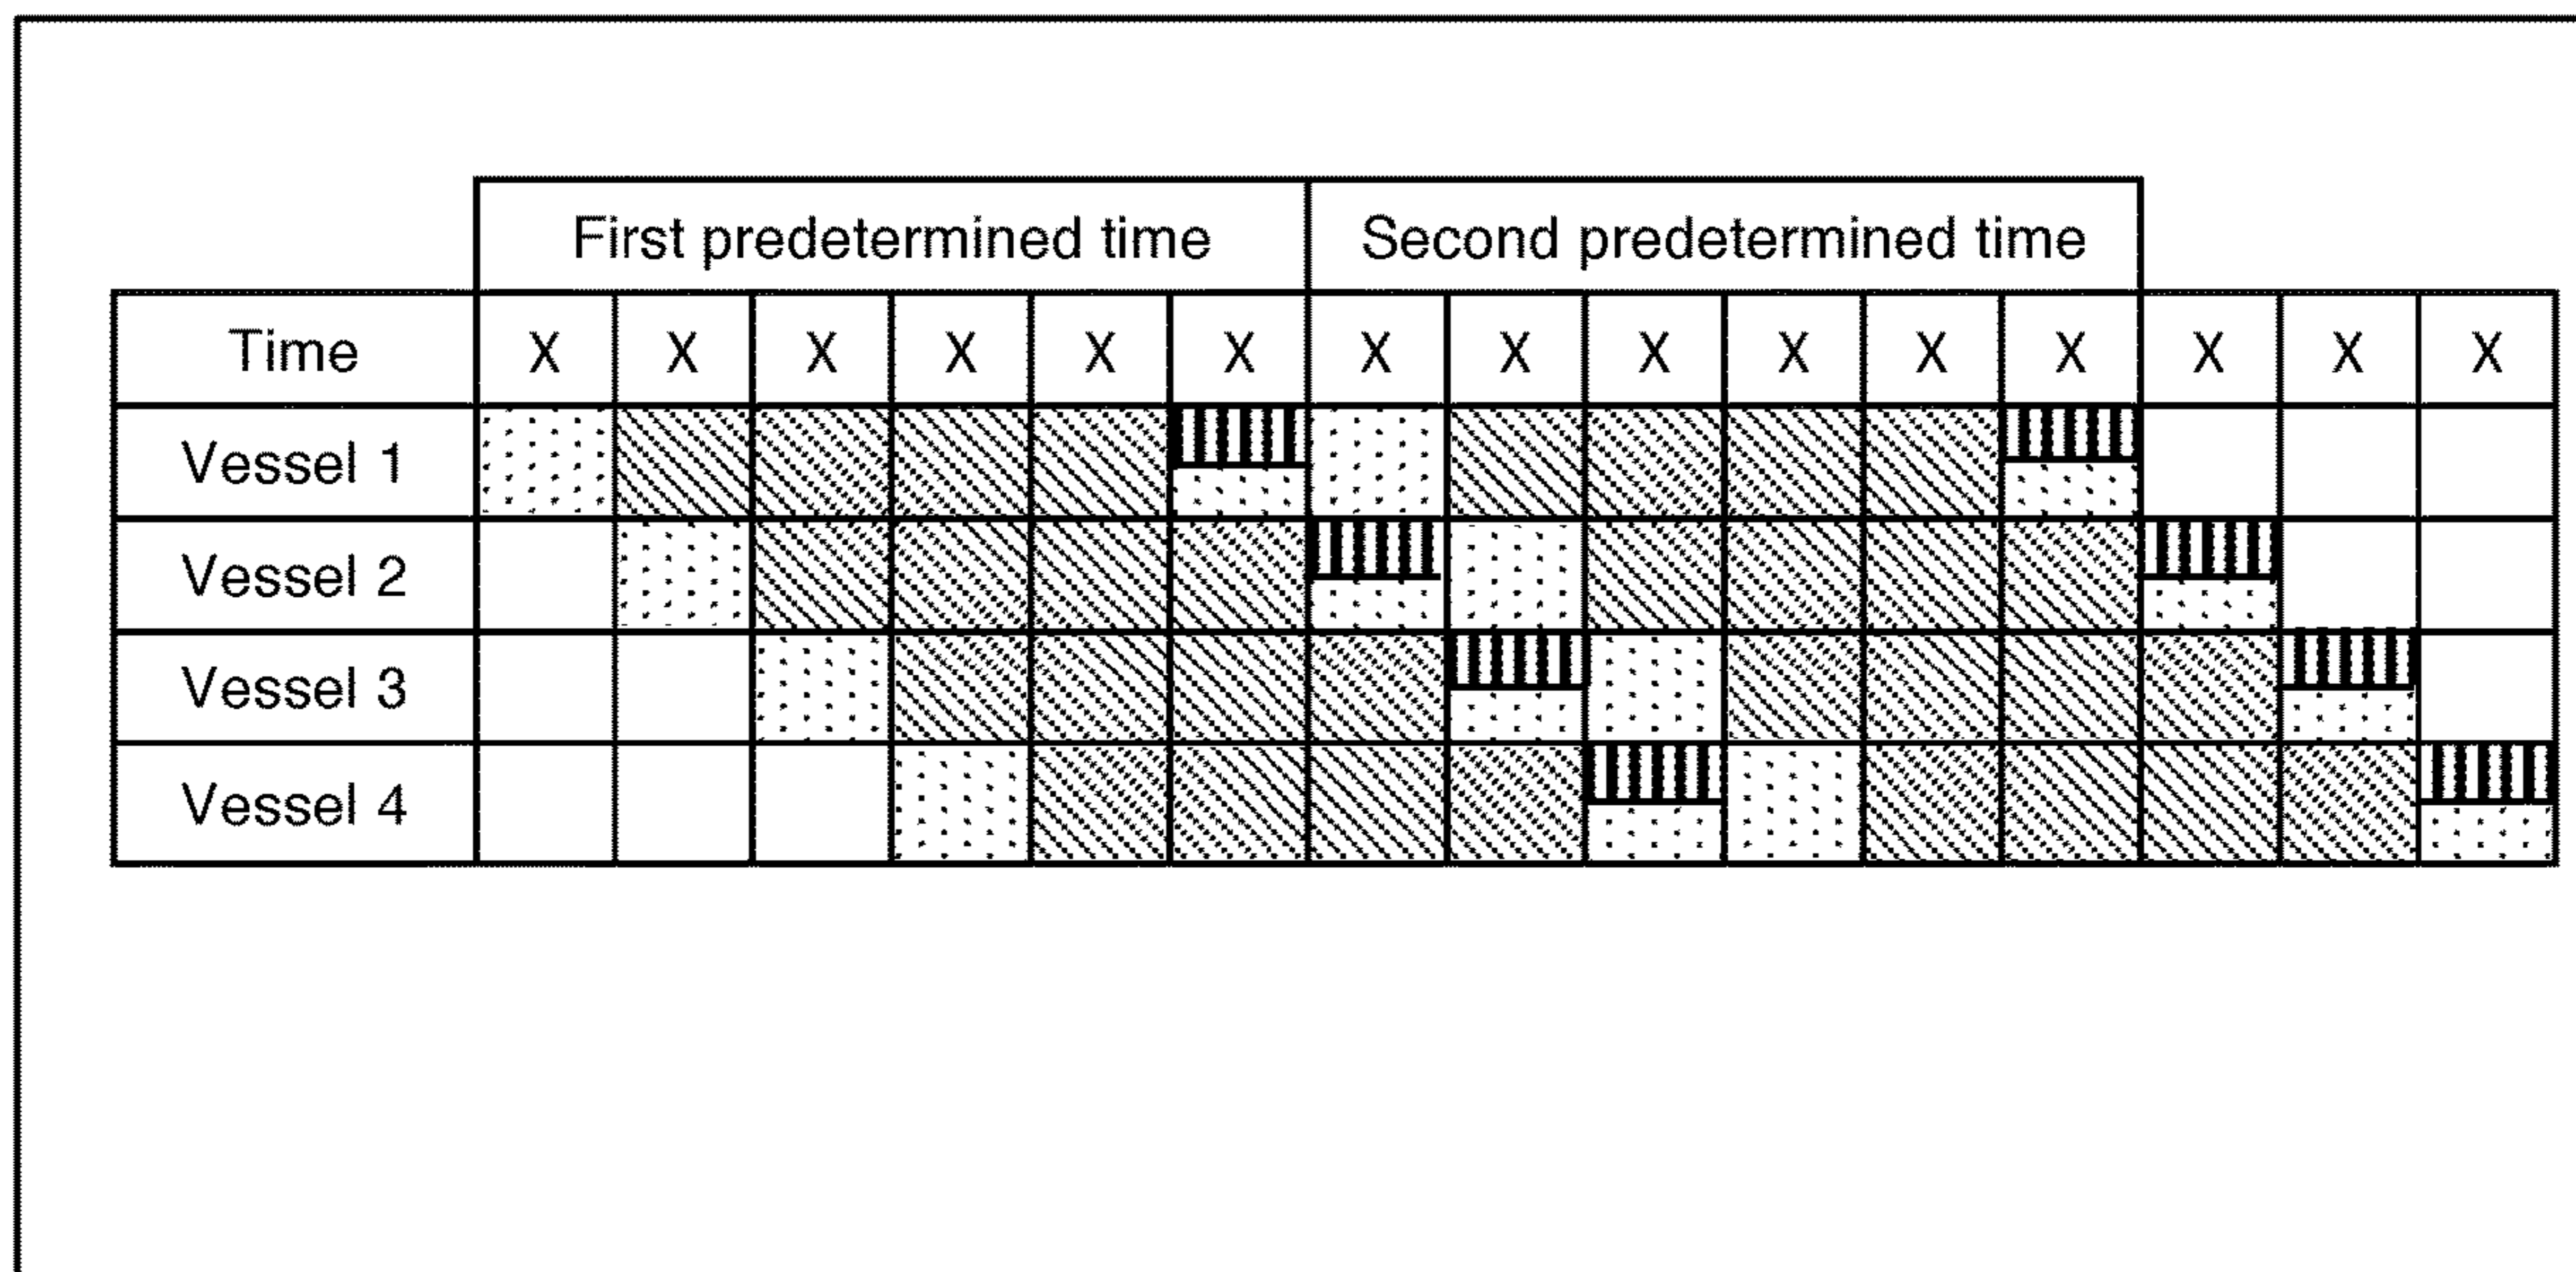 First predetermined time Second predetermined time
Time X X X X X X X X X X X X X X X
Vessel 1
Vessel 2
Vessel 3
Vessel 4